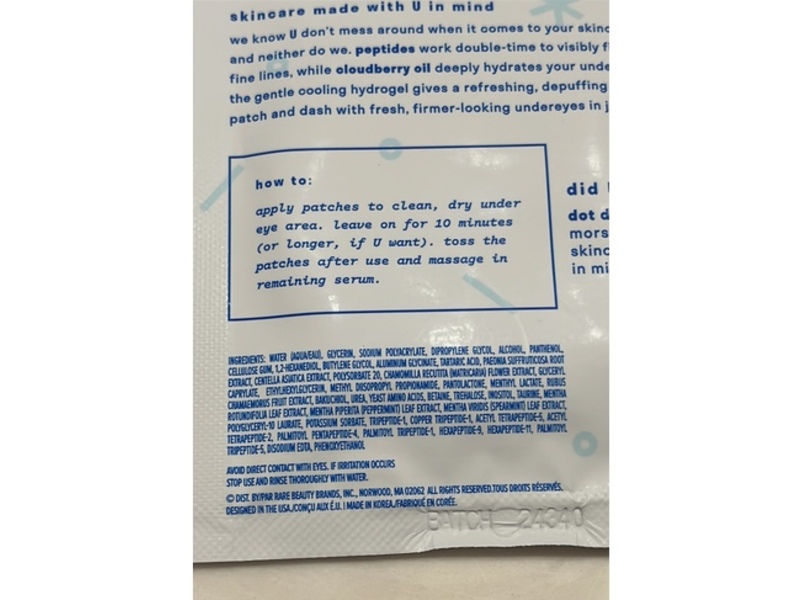 skincare made with U in mind
we know U don't mess around when it comes to your skinc
and neither do we. peptides work double-time to visibly f
fine lines, while cloudberry oil deeply hydrates your unde
the gentle cooling hydrogel gives a refreshing, depuffing
patch and dash with fresh, firmer-looking undereyes in j
how to:
apply patches to clean, dry under
eye area. leave on for 10 minutes
(or longer, if U want). toss the
patches after use and massage in
remaining serum.
did
dot d
mors
skinc
in mi
INGREDIENTS: WATER (AQUA/EAU), GLYCERIN, SODIUM POLYACRYLATE, DIPROPYLENE GLYCOL, ALCOHOL, PANTHENOL,
CELLULOSE GUM, 1,2-HEXANEDIOL, BUTYLENE GLYCOL, ALUMINUM GLYCINATE, TARTARIC ACID, PAEONIA SUFFRUTICOSA ROOT
EXTRACT, CENTELLA ASIATICA EXTRACT, POLYSORBATE 20, CHAMOMILLA RECUTITA (MATRICARIA) FLOWER EXTRACT, GLYCERYL
CAPRYLATE, ETHYLHEXYLGLYCERIN, METHYL DIISOPROPYL PROPIONAMIDE, PANTOLACTONE, MENTHYL LACTATE, RUBUS
CHAMAEMORUS FRUIT EXTRACT, BAKUCHIOL, UREA, YEAST AMINO ACIDS, BETAINE, TREHALOSE, INOSITOL, TAURINE, MENTHA
ROTUNDIFOLIA LEAF EXTRACT, MENTHA PIPERITA (PEPPERMINT) LEAF EXTRACT, MENTHA VIRIDIS (SPEARMINT) LEAF EXTRACT,
POLYGLYCERYL-10 LAURATE, POTASSIUM SORBATE, TRIPEPTIDE-1, COPPER TRIPEPTIDE-1, ACETYL TETRAPEPTIDE-5, ACETYL
TETRAPEPTIDE-2, PALMITOYL PENTAPEPTIDE-4, PALMITOYL TRIPEPTIDE-1, HEXAPEPTIDE-9, HEXAPEPTIDE-11, PALMITOYL
TRIPEPTIDE-5, DISODIUM EDTA, PHENOXYETHANOL
AVOID DIRECT CONTACT WITH EYES. IF IRRITATION OCCURS
STOP USE AND RINSE THOROUGHLY WITH WATER.
© DIST. BY/PAR RARE BEAUTY BRANDS, INC., NORWOOD, MA 02062 ALL RIGHTS RESERVED.TOUS DROITS RÉSERVÉS.
DESIGNED IN THE USA./CONÇU AUX É.U. | MADE IN KOREA./FABRIQUÉ EN CORÉE.
BATCH 24340